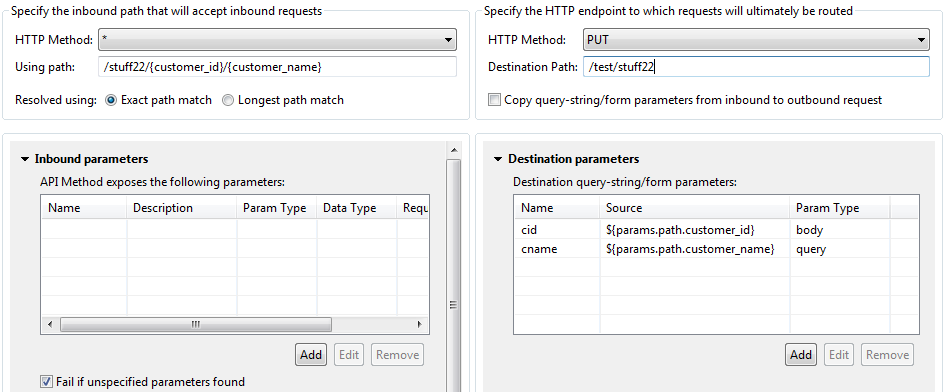 Specify the inbound path that will accept inbound requests
HTTP Method: *
Using path: /stuff22/{customer_id}/{customer_name}
Resolved using: Exact path match Longest path match
Inbound parameters
API Method exposes the following parameters:
Name Description Param Type Data Type Requ
Add Edit Remove
Fail if unspecified parameters found
Specify the HTTP endpoint to which requests will ultimately be routed
HTTP Method: PUT
Destination Path: /test/stuff22
Copy query-string/form parameters from inbound to outbound request
Destination parameters
Destination query-string/form parameters:
Name Source Param Type
cid ${params.path.customer_id} body
cname ${params.path.customer_name} query
Add Edit Remove